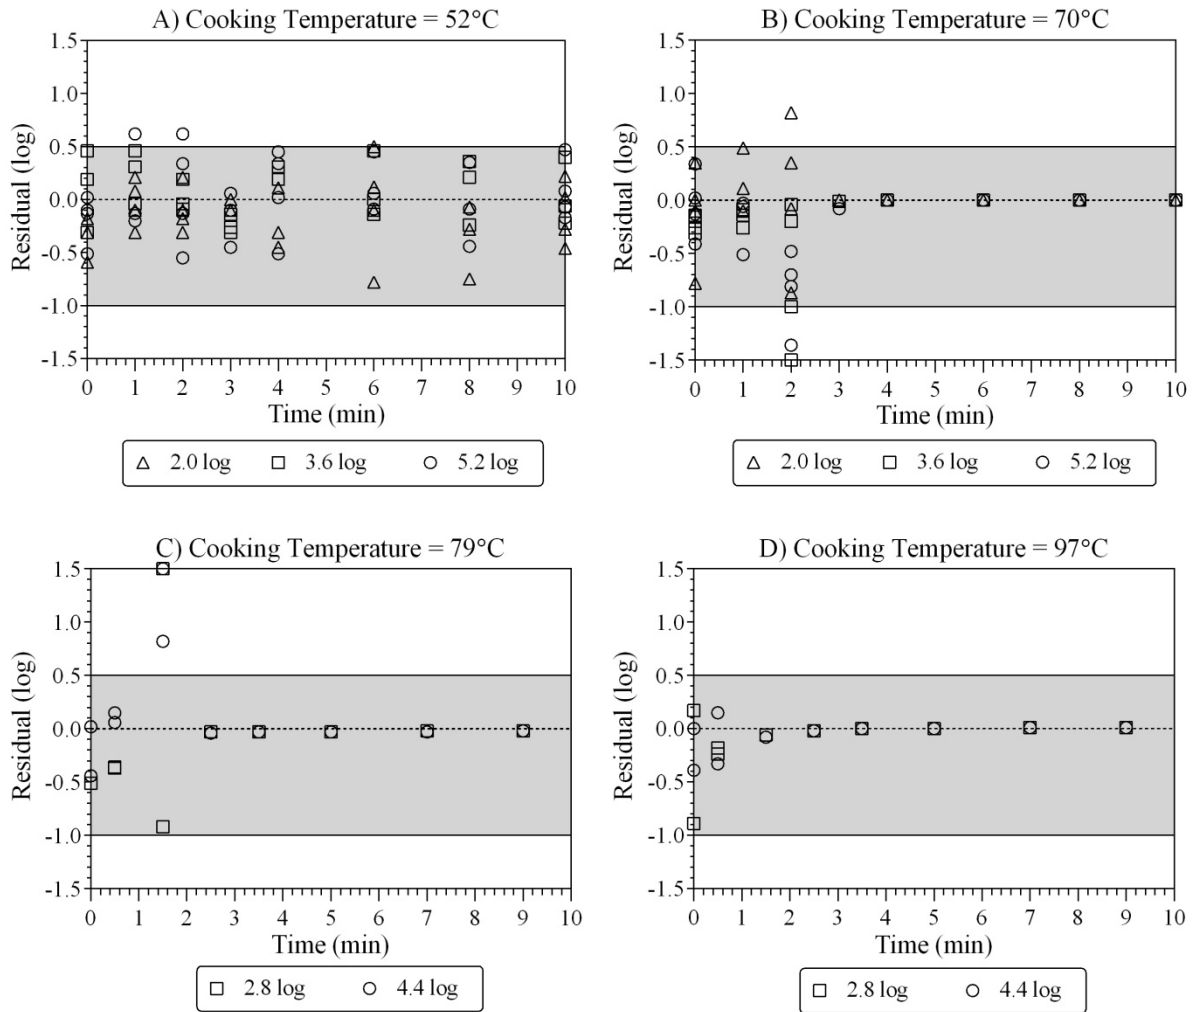 A) Cooking Temperature = 52°C
1.5
1.0
0.5
0.0
-0.5
-1.0
-1.5
Residual (log)
0 1 2 3 4 5 6 7 8 9 10
Time (min)
2.0 log 3.6 log 5.2 log
B) Cooking Temperature = 70°C
1.5
1.0
0.5
0.0
-0.5
-1.0
-1.5
Residual (log)
0 1 2 3 4 5 6 7 8 9 10
Time (min)
2.0 log 3.6 log 5.2 log
C) Cooking Temperature = 79°C
1.5
1.0
0.5
0.0
-0.5
-1.0
-1.5
Residual (log)
0 1 2 3 4 5 6 7 8 9 10
Time (min)
2.8 log 4.4 log
D) Cooking Temperature = 97°C
1.5
1.0
0.5
0.0
-0.5
-1.0
-1.5
Residual (log)
0 1 2 3 4 5 6 7 8 9 10
Time (min)
2.8 log 4.4 log